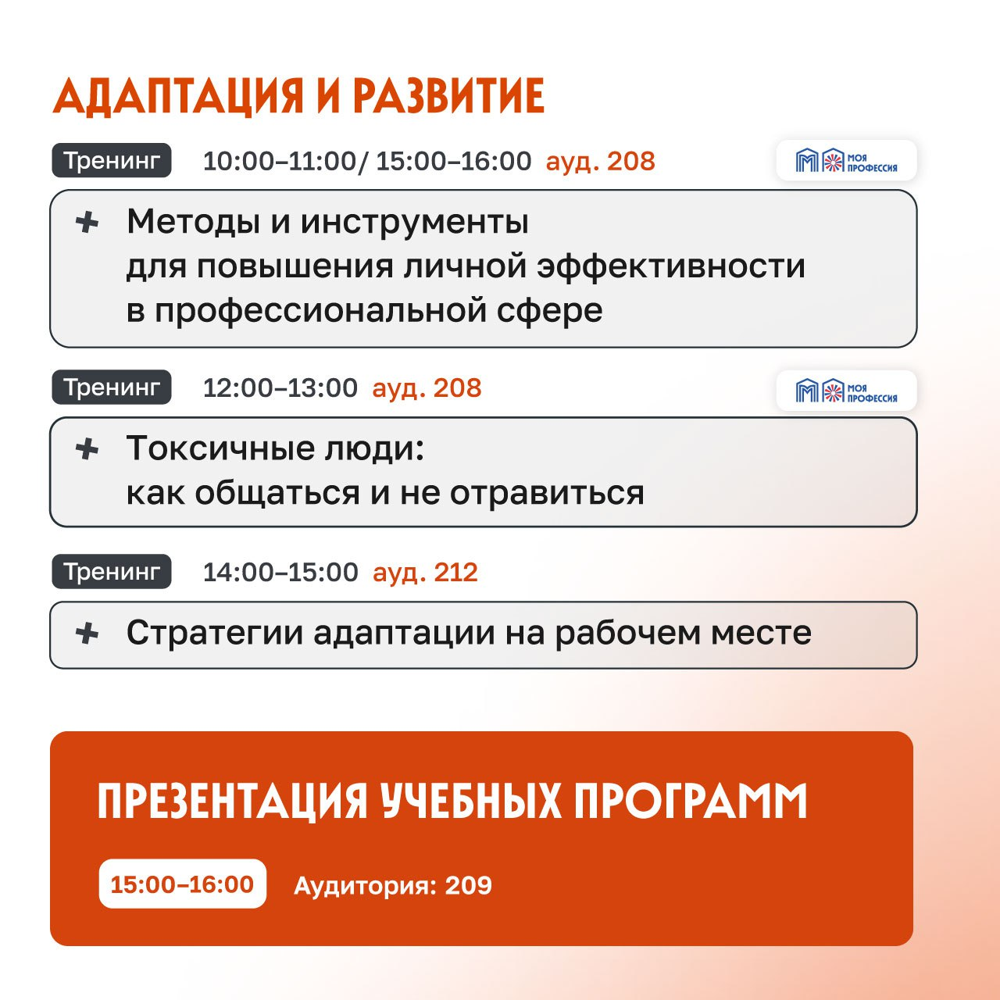 АДАПТАЦИЯ И РАЗВИТИЕ
Тренинг 10:00–11:00/ 15:00–16:00 ауд. 208
МОЯ
ПРОФЕССИЯ
+ Методы и инструменты
для повышения личной эффективности
в профессиональной сфере
Тренинг 12:00–13:00 ауд. 208
МОЯ
ПРОФЕССИЯ
+ Токсичные люди:
как общаться и не отравиться
Тренинг 14:00–15:00 ауд. 212
+ Стратегии адаптации на рабочем месте
ПРЕЗЕНТАЦИЯ УЧЕБНЫХ ПРОГРАММ
15:00–16:00 Аудитория: 209